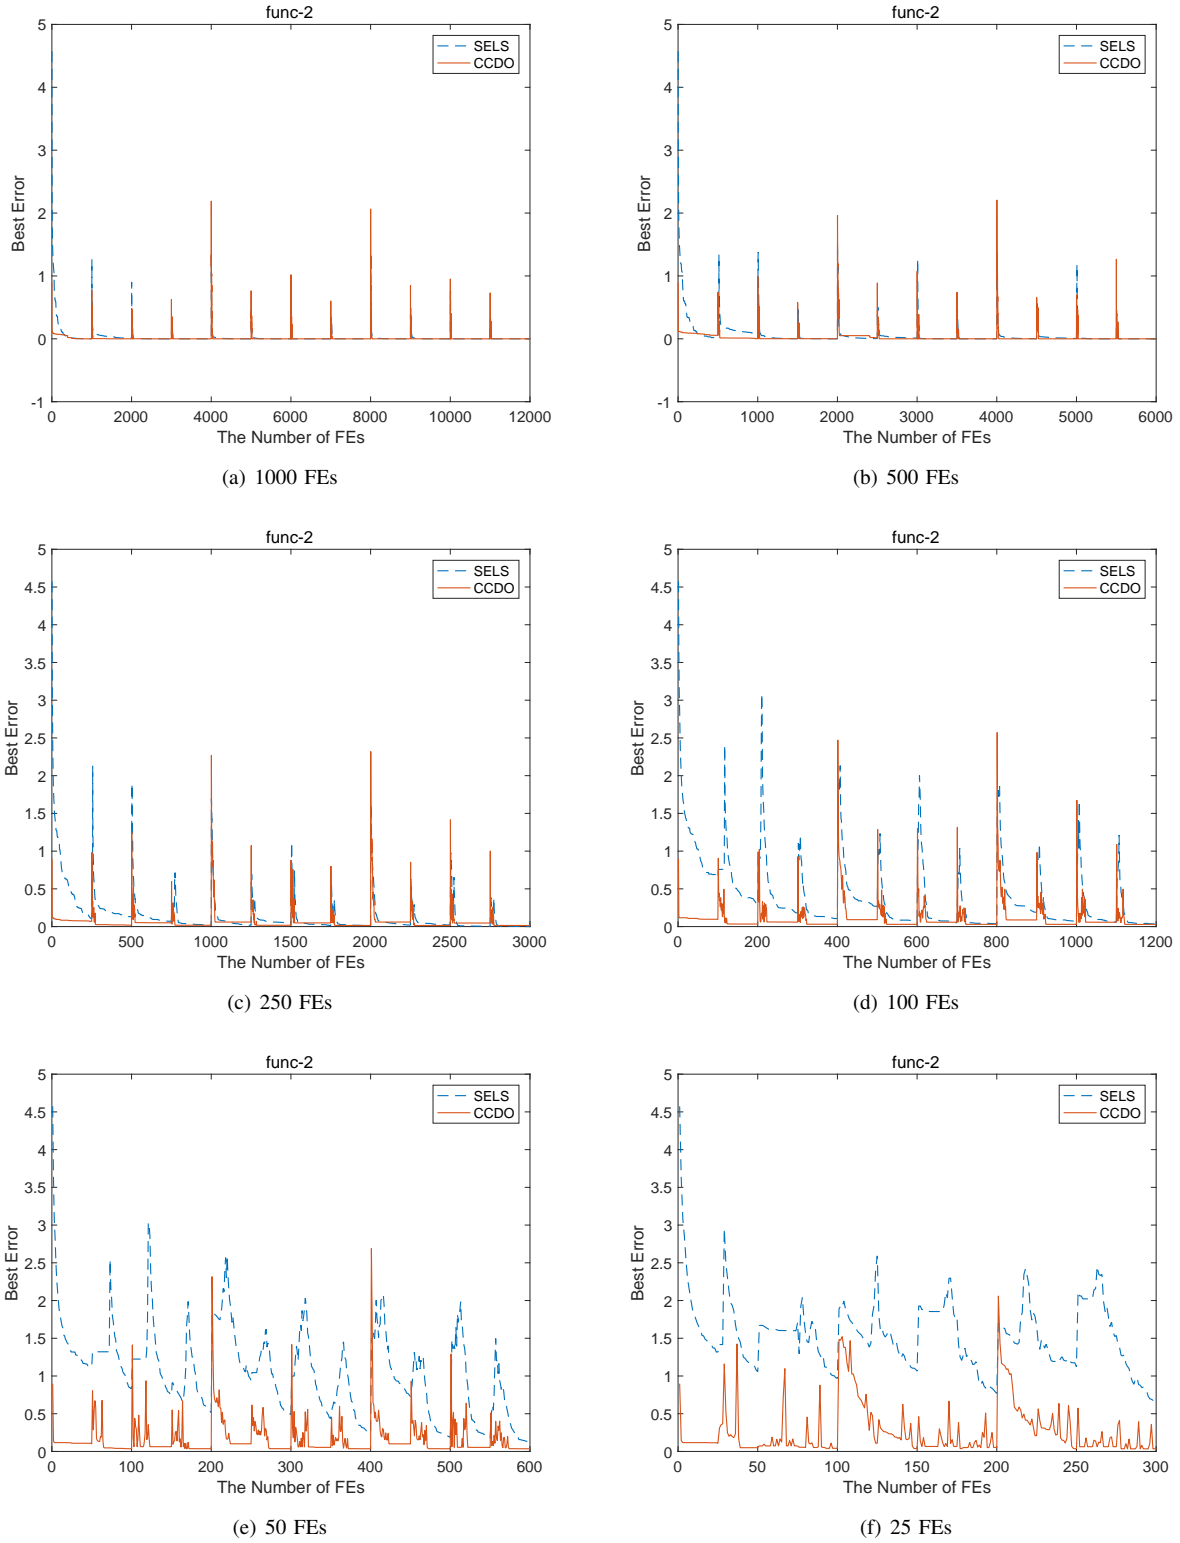 func-2
5
4
3
2
1
0
-1
Best Error
0 2000 4000 6000 8000 10000 12000
The Number of FEs
SELS
CCDO
(a) 1000 FEs
func-2
5
4
3
2
1
0
-1
Best Error
0 1000 2000 3000 4000 5000 6000
The Number of FEs
SELS
CCDO
(b) 500 FEs
func-2
5
4.5
4
3.5
3
2.5
2
1.5
1
0.5
0
Best Error
0 500 1000 1500 2000 2500 3000
The Number of FEs
SELS
CCDO
(c) 250 FEs
func-2
5
4.5
4
3.5
3
2.5
2
1.5
1
0.5
0
Best Error
0 200 400 600 800 1000 1200
The Number of FEs
SELS
CCDO
(d) 100 FEs
func-2
5
4.5
4
3.5
3
2.5
2
1.5
1
0.5
0
Best Error
0 100 200 300 400 500 600
The Number of FEs
SELS
CCDO
(e) 50 FEs
func-2
5
4.5
4
3.5
3
2.5
2
1.5
1
0.5
0
Best Error
0 50 100 150 200 250 300
The Number of FEs
SELS
CCDO
(f) 25 FEs